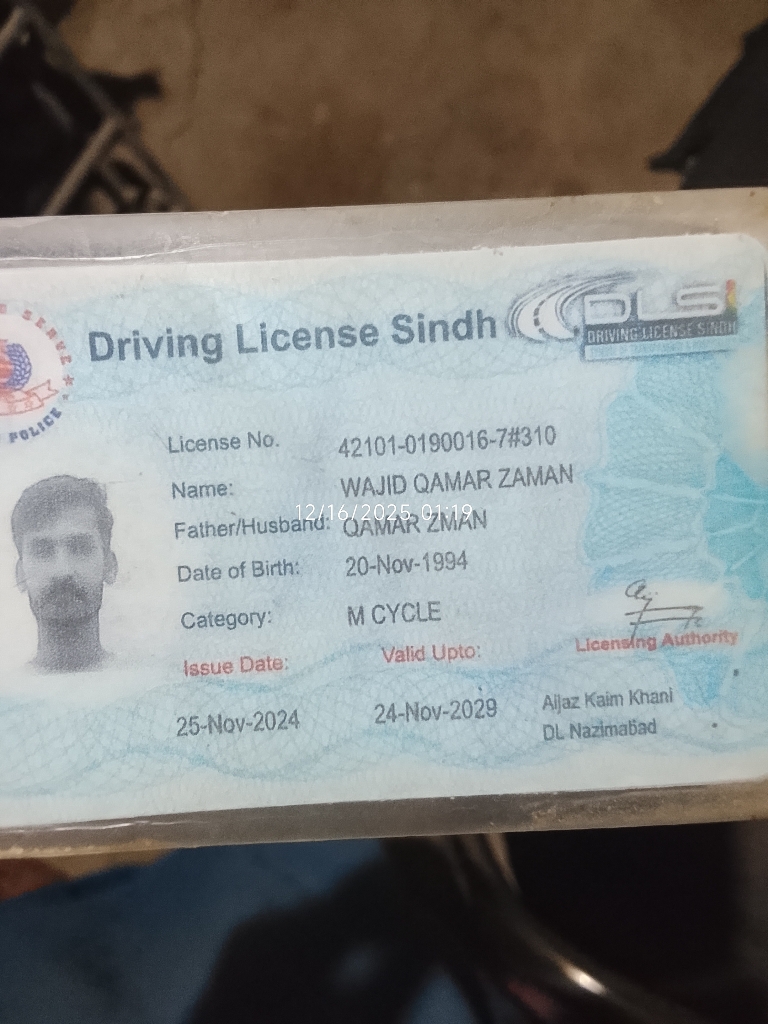 SERVE
POLICE
Driving License Sindh
DLS
DRIVING LICENSE SINDH
License No. 42101-0190016-7#310
Name: WAJID QAMAR ZAMAN
12/16/2025 01:19
Father/Husband: QAMAR ZMAN
Date of Birth: 20-Nov-1994
Category: M CYCLE
Issue Date: Valid Upto: Licensing Authority
25-Nov-2024 24-Nov-2029 Aijaz Kaim Khani
DL Nazimabad